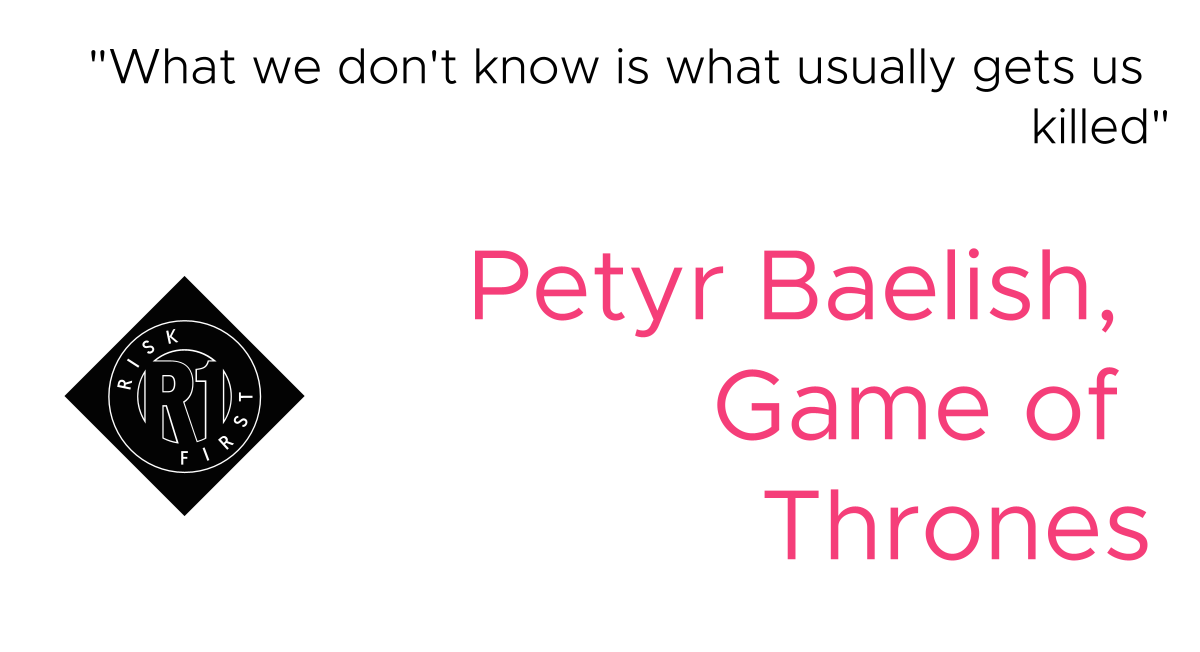 "What we don't know is what usually gets us
killed"
Petyr Baelish,
Game of
Thrones
RISK
R1
FIRST